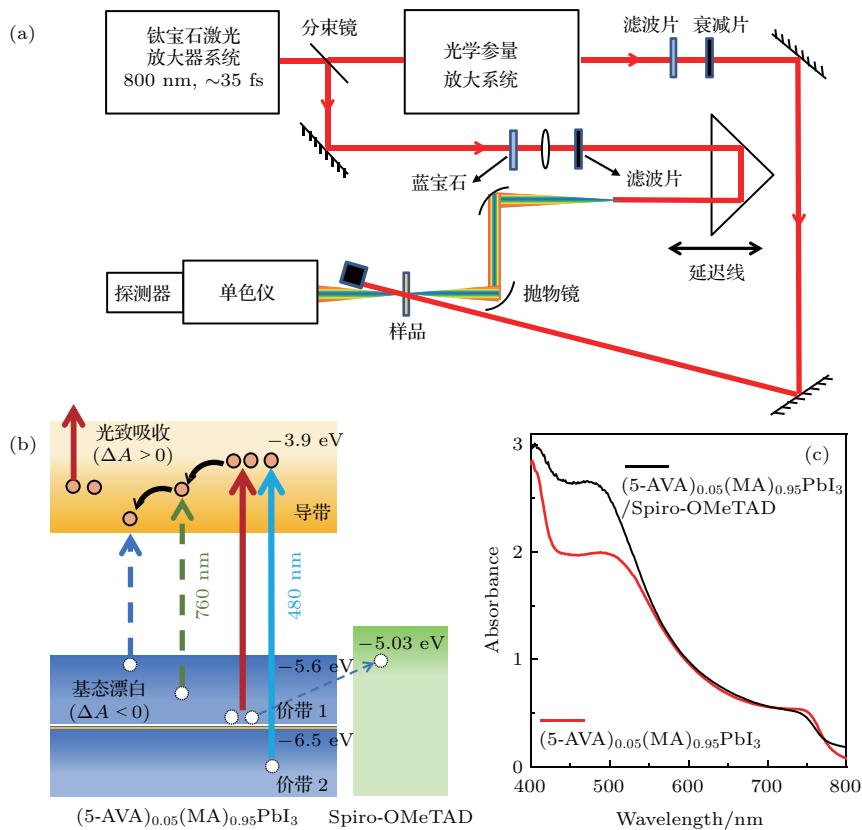 (a)
钛宝石激光
放大器系统
800 nm, ~35 fs
分束镜
光学参量
放大系统
滤波片
衰减片
蓝宝石
滤波片
延迟线
探测器
单色仪
样品
抛物镜
(b)
光致吸收
(ΔA > 0)
-3.9 eV
导带
760 nm
480 nm
-5.03 eV
-5.6 eV
基态漂白
(ΔA < 0)
价带 1
-6.5 eV
价带 2
(5-AVA)₀.₀₅(MA)₀.₉₅PbI₃
Spiro-OMeTAD
(c)
3
2
1
0
Absorbance
(5-AVA)₀.₀₅(MA)₀.₉₅PbI₃
/Spiro-OMeTAD
(5-AVA)₀.₀₅(MA)₀.₉₅PbI₃
400
500
600
700
800
Wavelength/nm